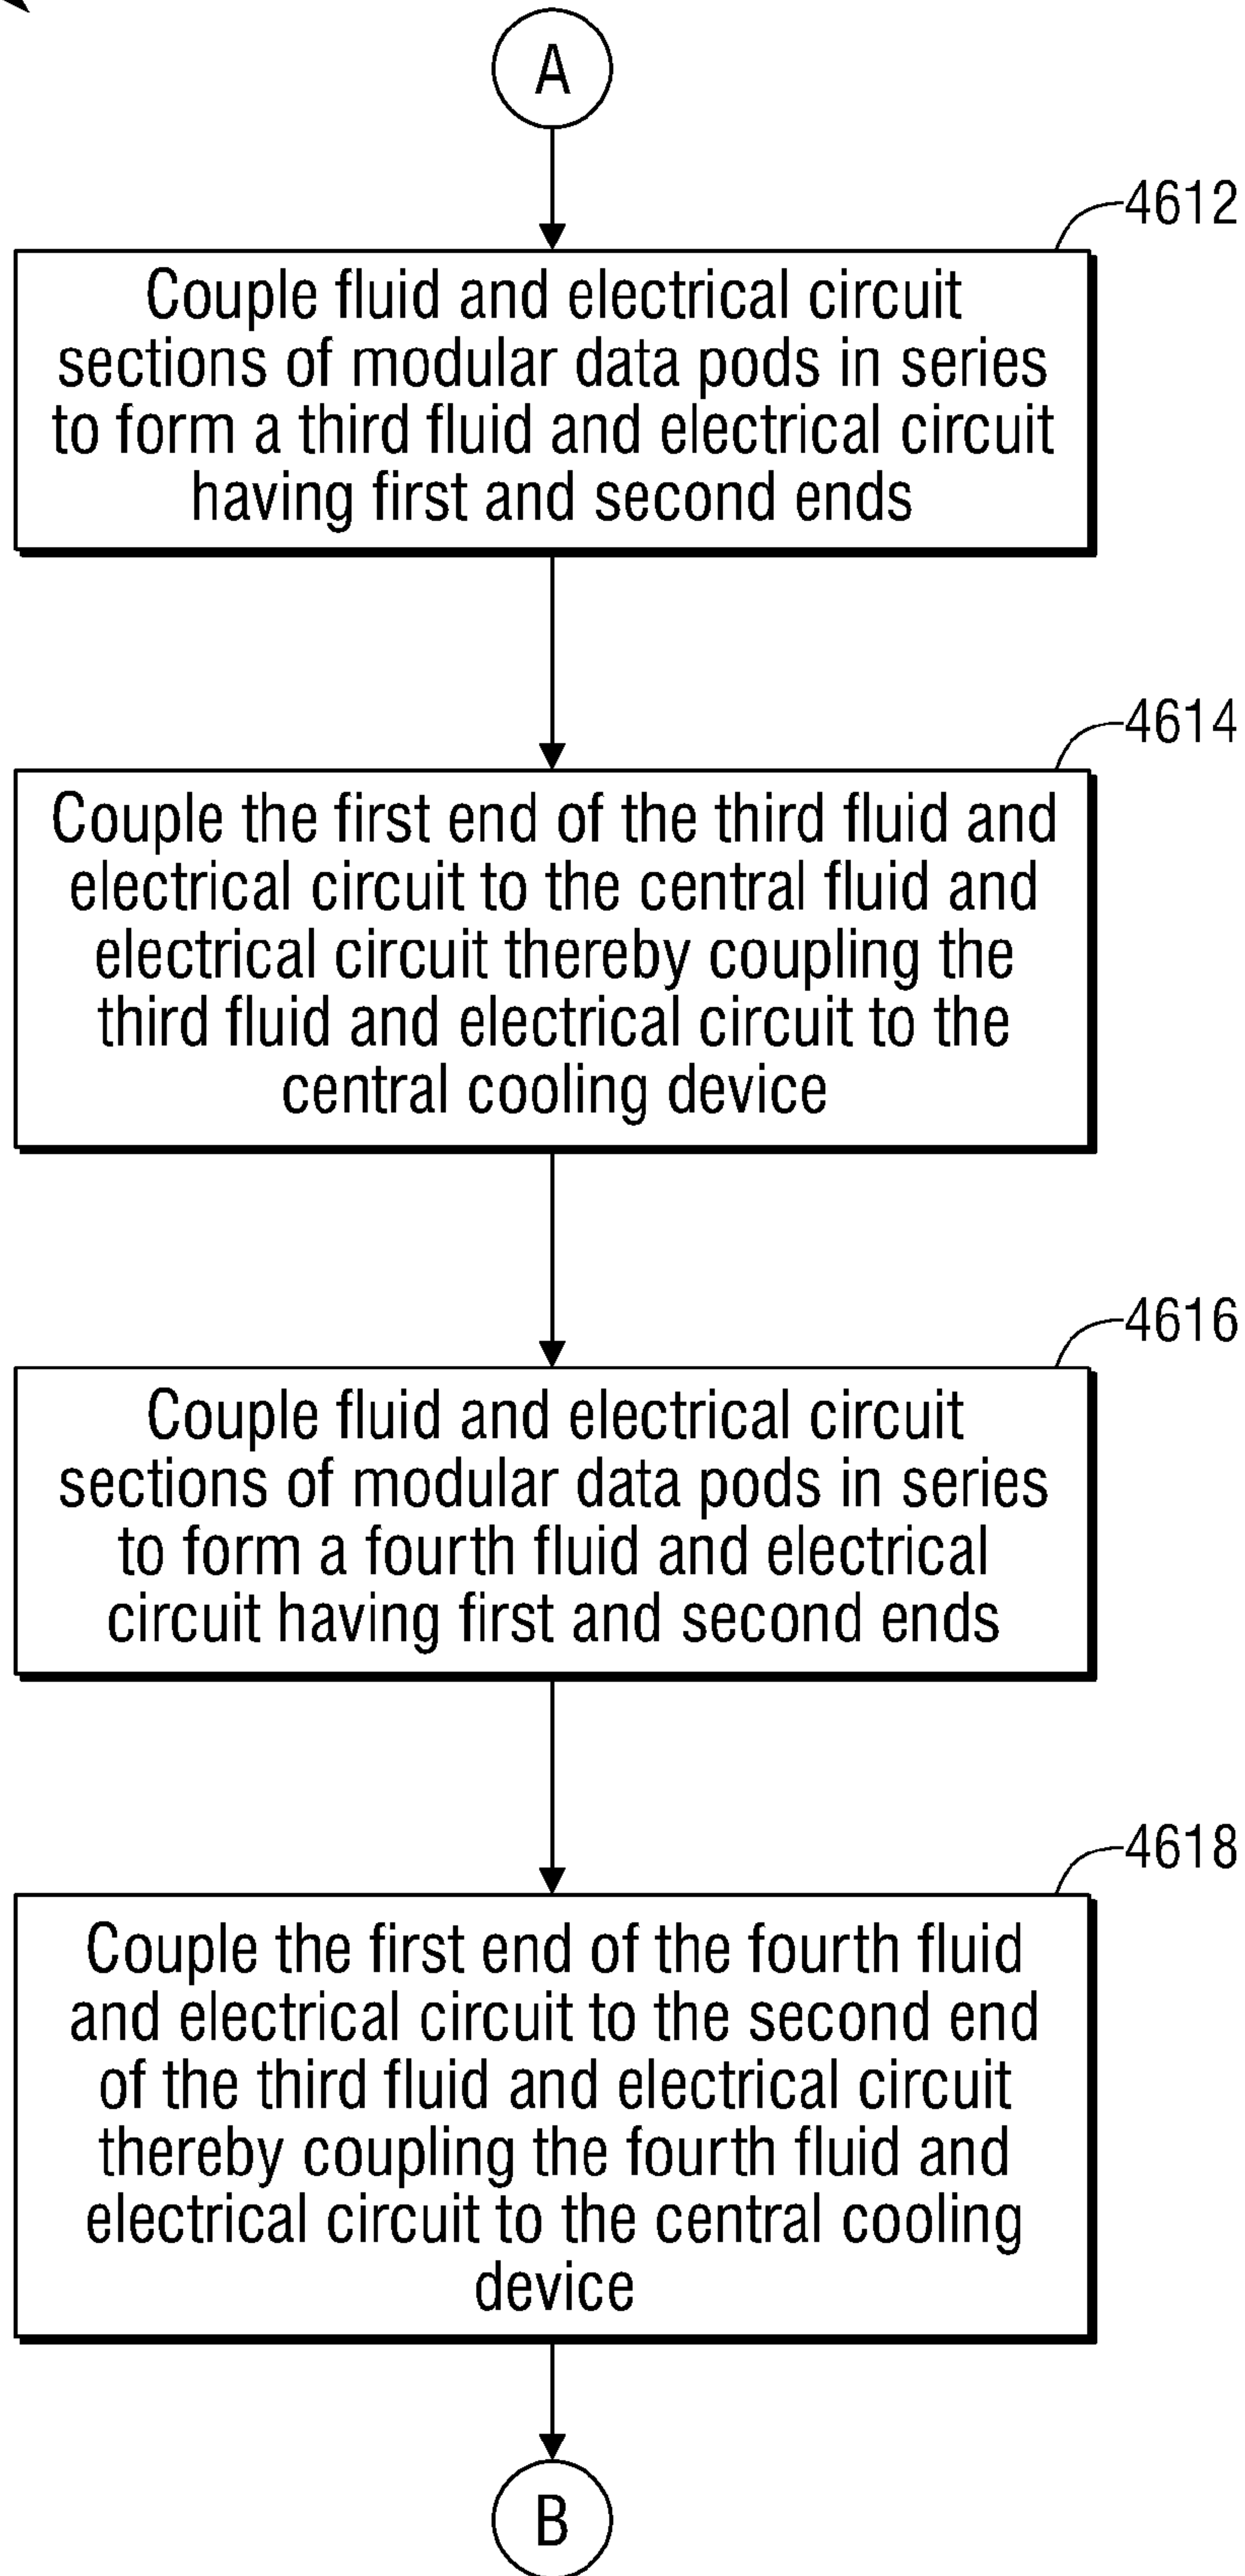 A
4612
Couple fluid and electrical circuit
sections of modular data pods in series
to form a third fluid and electrical circuit
having first and second ends
4614
Couple the first end of the third fluid and
electrical circuit to the central fluid and
electrical circuit thereby coupling the
third fluid and electrical circuit to the
central cooling device
4616
Couple fluid and electrical circuit
sections of modular data pods in series
to form a fourth fluid and electrical
circuit having first and second ends
4618
Couple the first end of the fourth fluid
and electrical circuit to the second end
of the third fluid and electrical circuit
thereby coupling the fourth fluid and
electrical circuit to the central cooling
device
B